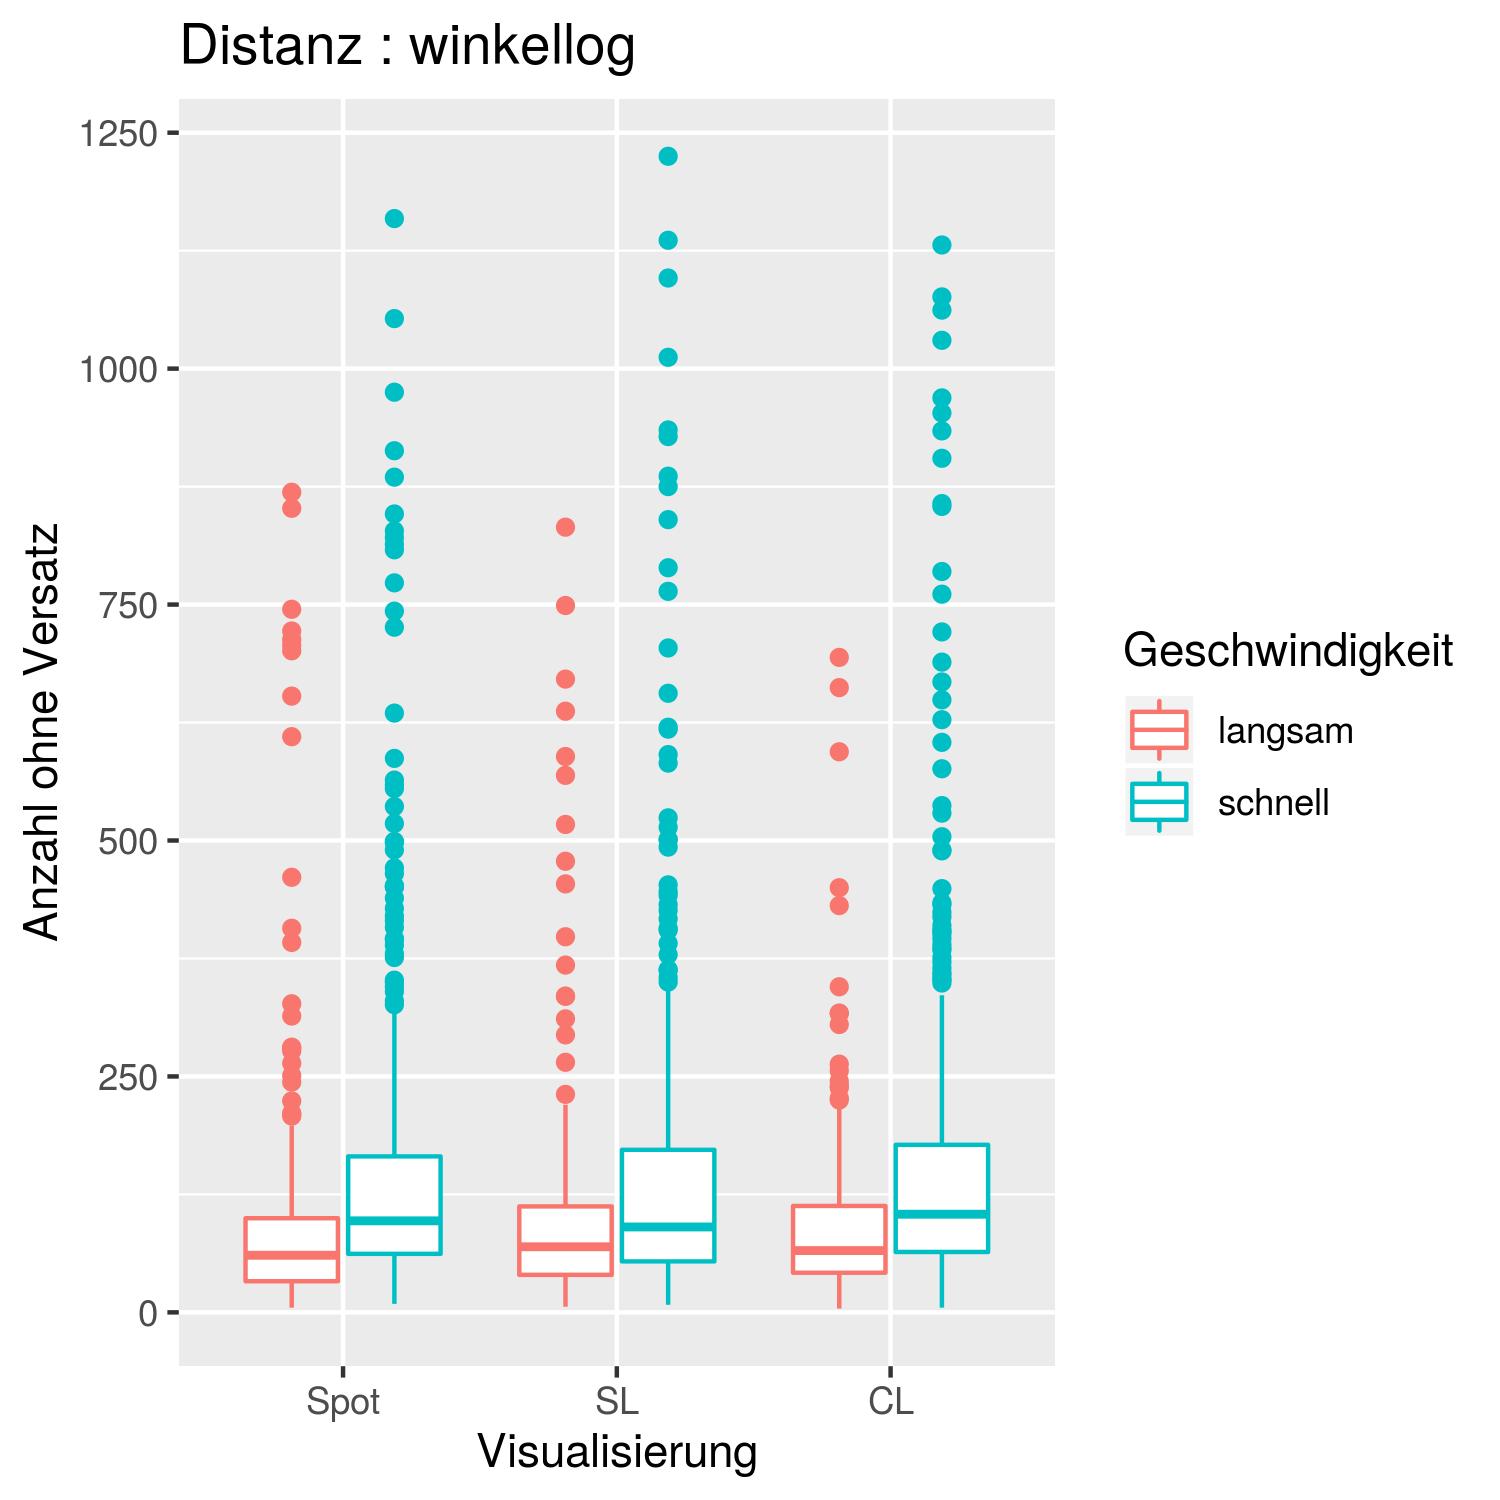 Distanz : winkellog
Anzahl ohne Versatz
1250
1000
750
500
250
0
Spot
SL
CL
Visualisierung
Geschwindigkeit
langsam
schnell